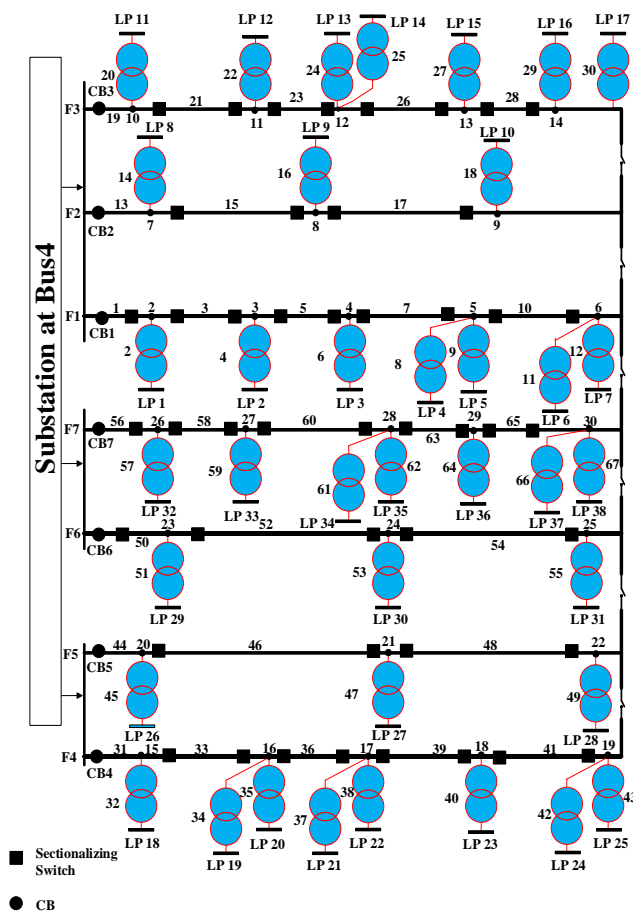 LP 11
LP 12
LP 13
LP 14
LP 15
LP 16
LP 17
20
22
24
25
27
29
30
CB3
F3
19
10
21
11
23
12
26
13
28
14
LP 8
LP 9
LP 10
14
16
18
13
15
17
F2
CB2
7
8
9
Substation at Bus4
F1
1
2
3
3
5
4
7
5
10
6
CB1
2
4
6
8
9
11
12
LP 1
LP 2
LP 3
LP 4
LP 5
LP 6
LP 7
F7
56
26
58
27
60
28
63
29
65
30
CB7
57
59
61
62
64
66
67
LP 32
LP 33
LP 34
LP 35
LP 36
LP 37
LP 38
F6
CB6
50
23
52
24
54
25
51
53
55
LP 29
LP 30
LP 31
F5
44
20
46
21
48
22
CB5
45
47
49
LP 26
LP 27
LP 28
F4
31
15
33
16
36
17
39
18
41
19
CB4
32
34
35
37
38
40
42
43
LP 18
LP 19
LP 20
LP 21
LP 22
LP 23
LP 24
LP 25
Sectionalizing
Switch
CB